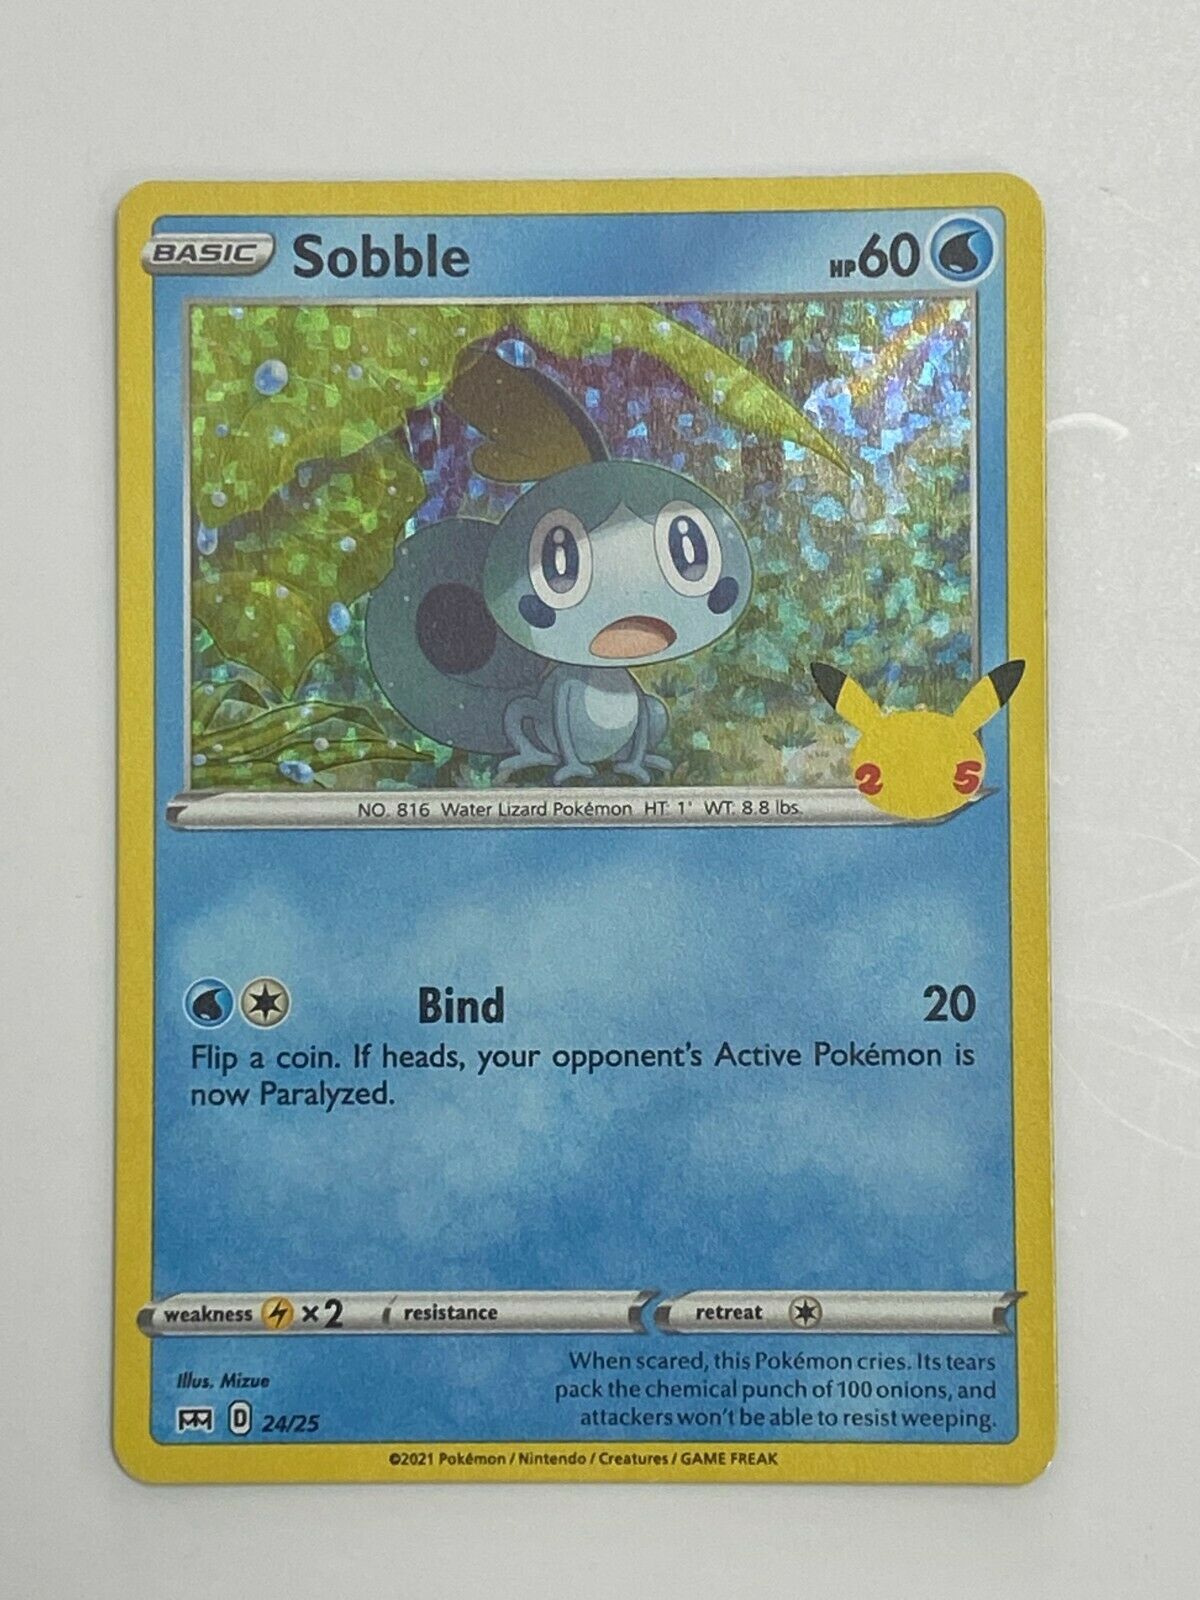 BASIC Sobble HP60
2 5
NO. 816 Water Lizard Pokémon HT: 1' WT: 8.8 lbs.
Bind 20
Flip a coin. If heads, your opponent's Active Pokémon is
now Paralyzed.
weakness ×2 resistance retreat
When scared, this Pokémon cries. Its tears
pack the chemical punch of 100 onions, and
attackers won't be able to resist weeping.
Illus. Mizue
D 24/25
©2021 Pokémon / Nintendo / Creatures / GAME FREAK